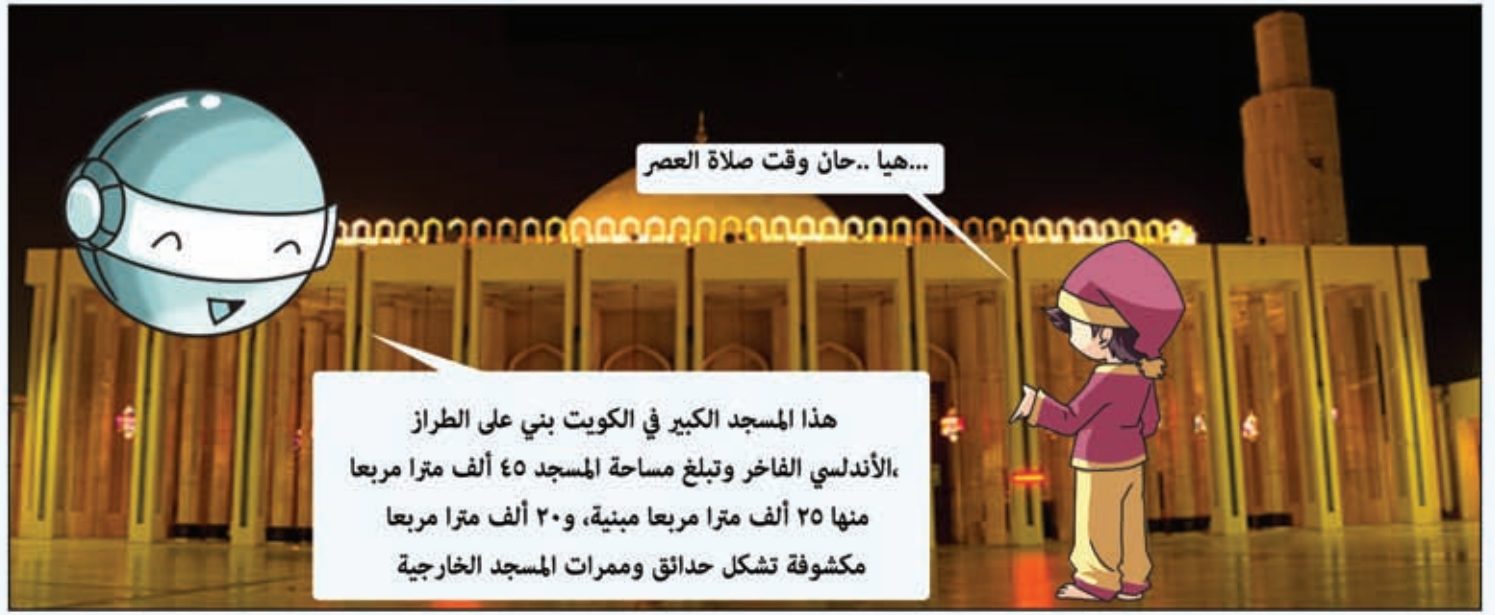 ...هيا ..حان وقت صلاة العصر
هذا المسجد الكبير في الكويت بني على الطراز
،الأندلسي الفاخر وتبلغ مساحة المسجد ٤٥ ألف مترا مربعا
منها ٢٥ ألف مترا مربعا مبنية، و٢٠ ألف مترا مربعا
مكشوفة تشكل حدائق وممرات المسجد الخارجية